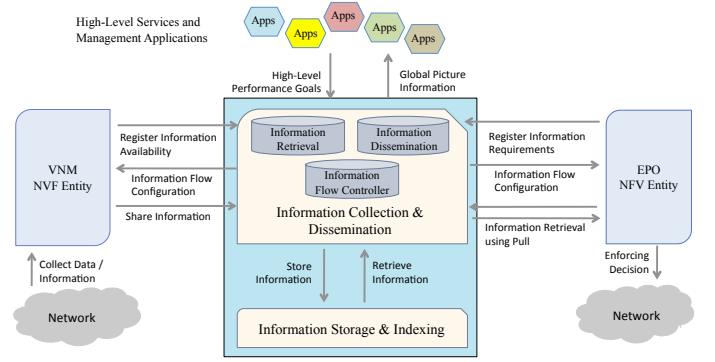 High-Level Services and
Management Applications
Apps
Apps
Apps
Apps
Apps
High-Level
Performance Goals
Global Picture
Information
VNM
NVF Entity
Register Information
Availability
Information Flow
Configuration
Share Information
Collect Data /
Information
Network
Information
Retrieval
Information
Dissemination
Information
Flow Controller
Information Collection &
Dissemination
Store
Information
Retrieve
Information
Information Storage & Indexing
Register Information
Requirements
Information Flow
Configuration
Information Retrieval
using Pull
EPO
NFV Entity
Enforcing
Decision
Network